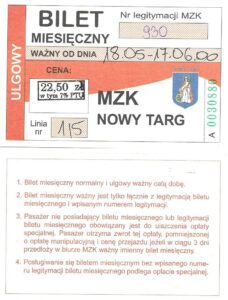 ULGOWY
BILET
MIESIĘCZNY
Nr legitymacji MZK
930
WAŻNY OD DNIA 18.05-17.06.00
CENA:
22,50 zł
w tym 7% PTU
MZK
NOWY TARG
Linia
nr 115
A 0030880
1. Bilet miesięczny normalny i ulgowy ważny całą dobę.
2. Bilet miesięczny ważny jest tylko łącznie z legitymacją biletu
miesięcznego i wpisanym numerem legitymacji.
3. Pasażer nie posiadający biletu miesięcznego lub legitymacji
biletu miesięcznego obowiązany jest do uiszczenia opłaty
specjalnej. Pasażer otrzyma zwrot tej opłaty, pomniejszonej
o opłatę manipulacyjną i cenę przejazdu jeżeli w ciągu 3 dni
przedłoży w biurze MZK ważny imienny bilet miesięczny.
4. Posługiwanie się biletem miesięcznym bez wpisanego nume-
ru legitymacji biletu miesięcznego podlega opłacie specjalnej.